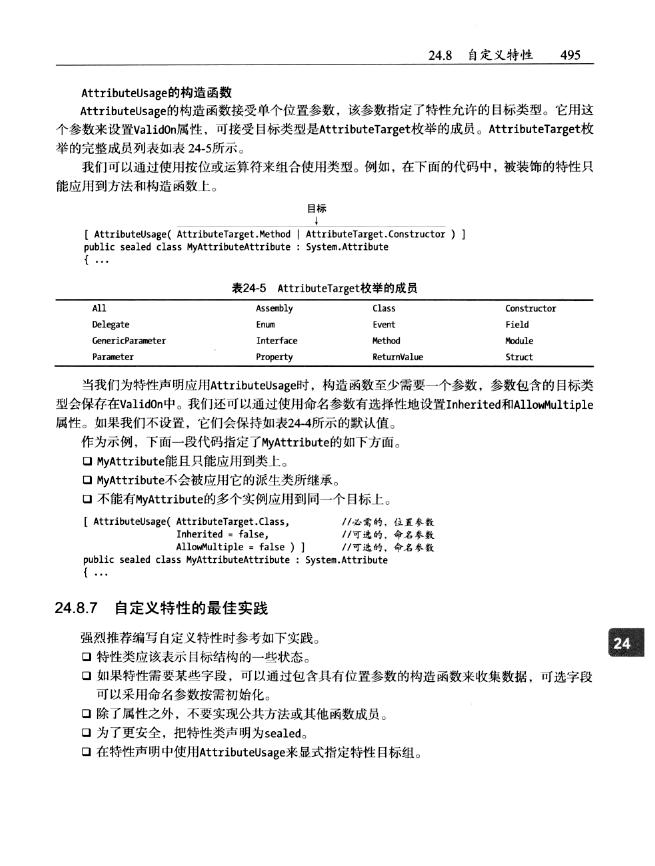 24.8 自定义特性 495
AttributeUsage的构造函数
AttributeUsage的构造函数接受单个位置参数，该参数指定了特性允许的目标类型。它用这
个参数来设置ValidOn属性，可接受目标类型是AttributeTarget枚举的成员。AttributeTarget枚
举的完整成员列表如表 24-5所示。
我们可以通过使用按位或运算符来组合使用类型。例如，在下面的代码中，被装饰的特性只
能应用到方法和构造函数上。
目标
↓
[ AttributeUsage( AttributeTarget.Method | AttributeTarget.Constructor ) ]
public sealed class MyAttributeAttribute : System.Attribute
{ ...
表24-5 AttributeTarget枚举的成员
All Assembly Class Constructor
Delegate Enum Event Field
GenericParameter Interface Method Module
Parameter Property ReturnValue Struct
当我们为特性声明应用AttributeUsage时，构造函数至少需要一个参数，参数包含的目标类
型会保存在ValidOn中。我们还可以通过使用命名参数有选择性地设置Inherited和AllowMultiple
属性。如果我们不设置，它们会保持如表24-4所示的默认值。
作为示例，下面一段代码指定了MyAttribute的如下方面。
❑ MyAttribute能且只能应用到类上。
❑ MyAttribute不会被应用它的派生类所继承。
❑ 不能有MyAttribute的多个实例应用到同一个目标上。
[ AttributeUsage( AttributeTarget.Class, //必需的，位置参数
Inherited = false, //可选的，命名参数
AllowMultiple = false ) ] //可选的，命名参数
public sealed class MyAttributeAttribute : System.Attribute
{ ...
24.8.7 自定义特性的最佳实践
强烈推荐编写自定义特性时参考如下实践。
24
❑ 特性类应该表示目标结构的一些状态。
❑ 如果特性需要某些字段，可以通过包含具有位置参数的构造函数来收集数据，可选字段
可以采用命名参数按需初始化。
❑ 除了属性之外，不要实现公共方法或其他函数成员。
❑ 为了更安全，把特性类声明为sealed。
❑ 在特性声明中使用AttributeUsage来显式指定特性目标组。